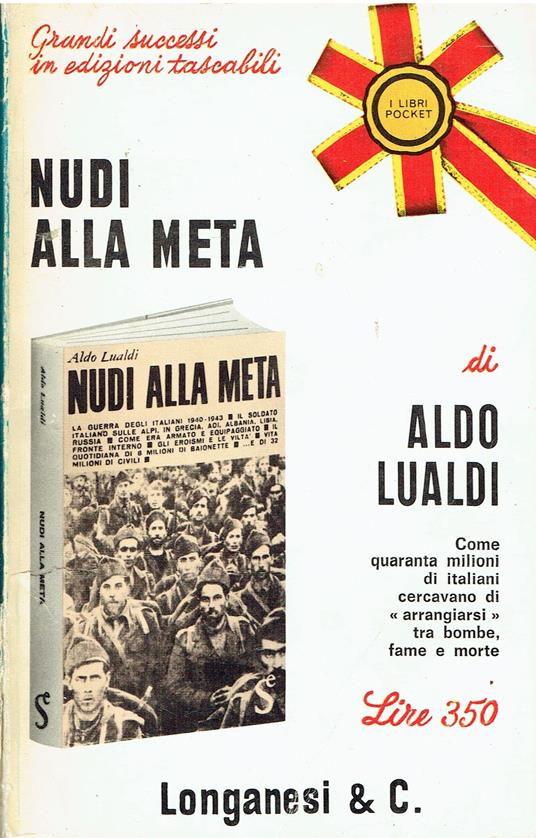 Grandi successi
in edizioni tascabili
I LIBRI
POCKET
NUDI
ALLA META
Aldo Lualdi
NUDI ALLA META
LA GUERRA DEGLI ITALIANI 1940-1943 ■ IL SOLDATO
ITALIANO SULLE ALPI, IN GRECIA, AOI, ALBANIA, LIBIA,
RUSSIA ■ COME ERA ARMATO E EQUIPAGGIATO ■ IL
FRONTE INTERNO ■ GLI EROISMI E LE VILTA' ■ VITA
QUOTIDIANA DI 8 MILIONI DI BAIONETTE ■ ...E DI 32
MILIONI DI CIVILI ■
Aldo Lualdi
NUDI ALLA META
di
ALDO
LUALDI
Come
quaranta milioni
di italiani
cercavano di
« arrangiarsi »
tra bombe,
fame e morte
Lire 350
Longanesi & C.